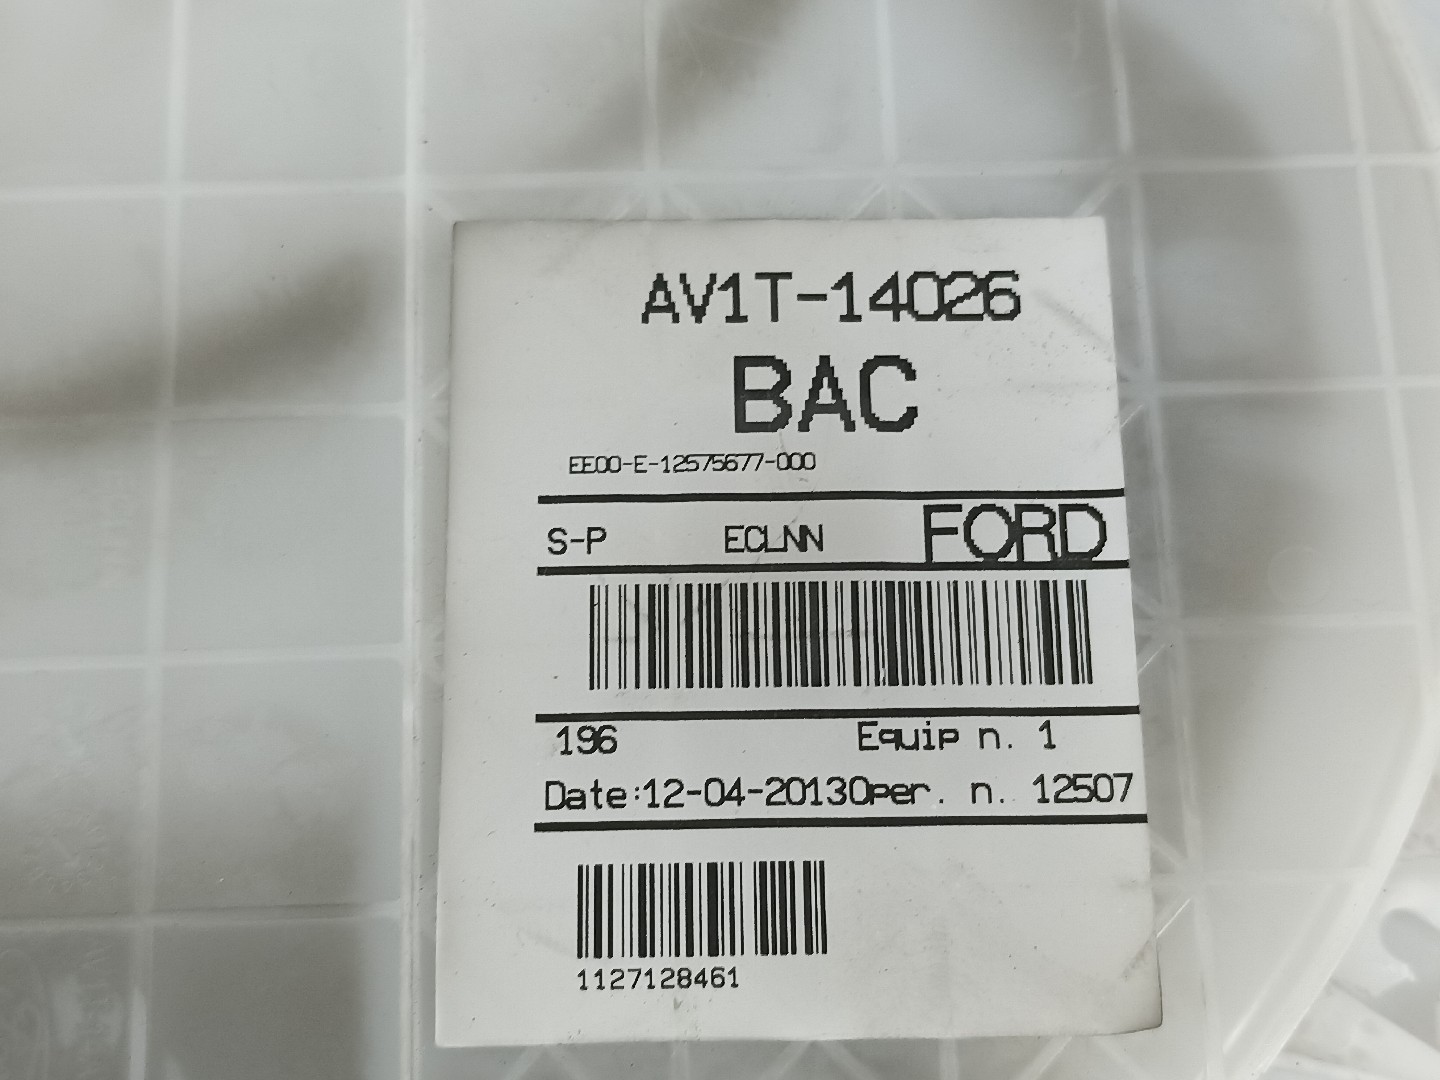 AV1T-14026
BAC
EE00-E-12575677-000
S-P ECLNN FORD
196 Equip n. 1
Date:12-04-2013Oper. n. 12507
1127128461